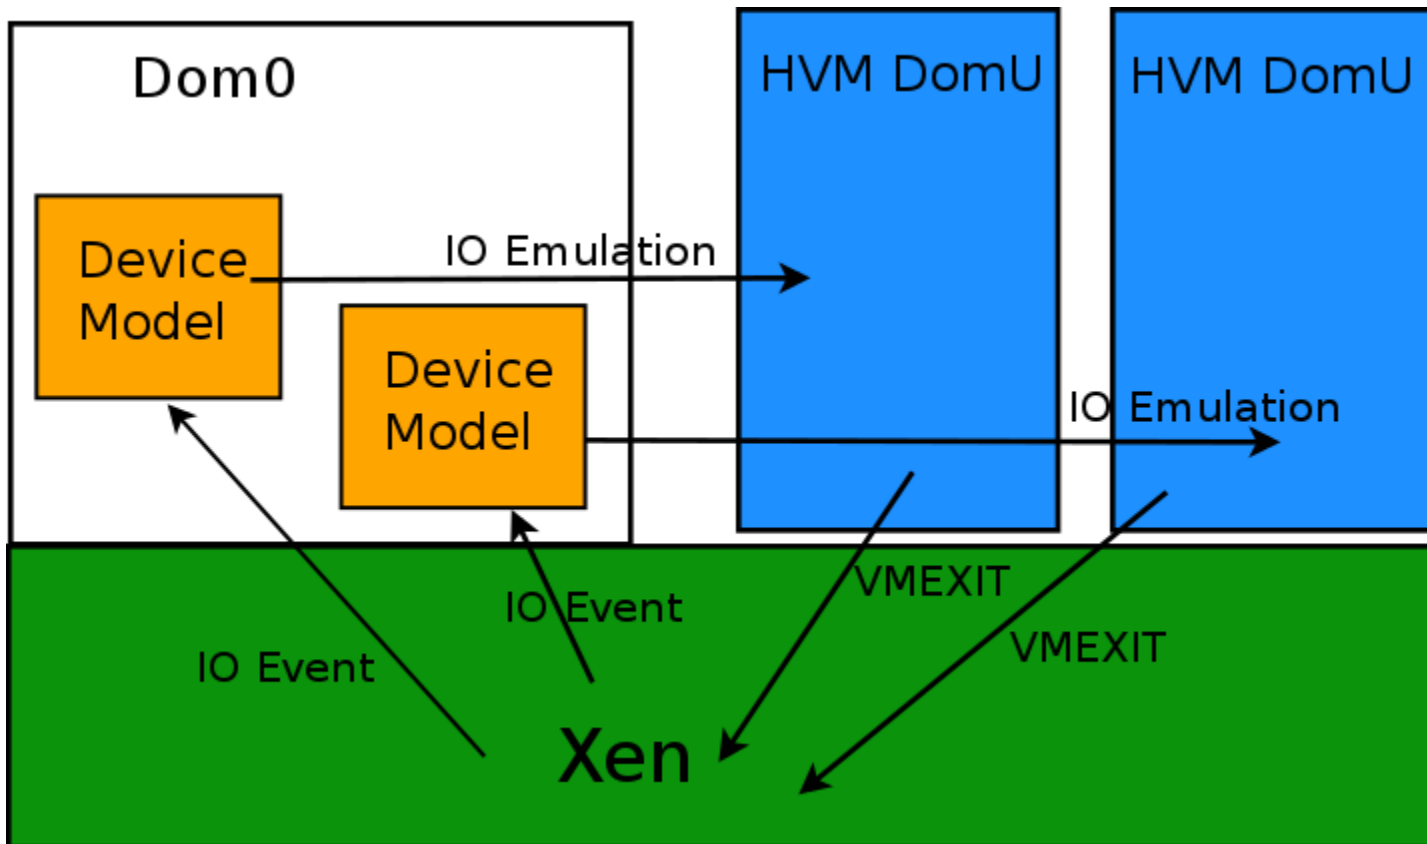 Dom0
HVM DomU
HVM DomU
Device
Model
IO Emulation
Device
Model
IO Emulation
IO Event
IO Event
VMEXIT
VMEXIT
Xen